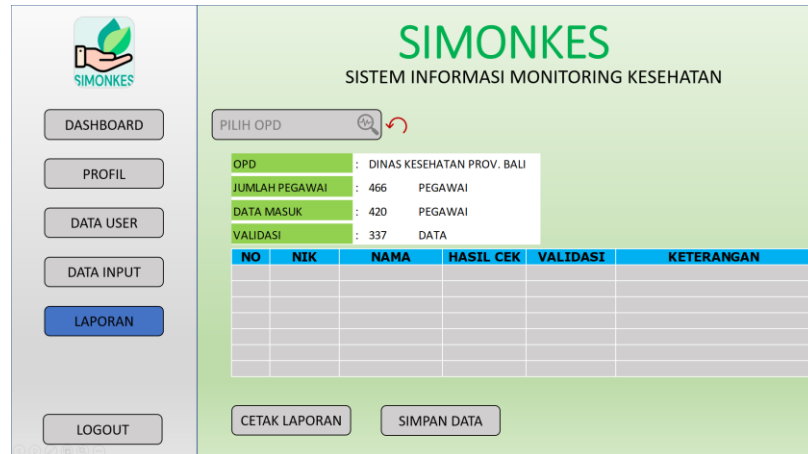 SIMONKES
DASHBOARD
PROFIL
DATA USER
DATA INPUT
LAPORAN
LOGOUT
SIMONKES
SISTEM INFORMASI MONITORING KESEHATAN
PILIH OPD
OPD : DINAS KESEHATAN PROV. BALI
JUMLAH PEGAWAI : 466 PEGAWAI
DATA MASUK : 420 PEGAWAI
VALIDASI : 337 DATA
NO NIK NAMA HASIL CEK VALIDASI KETERANGAN
CETAK LAPORAN SIMPAN DATA